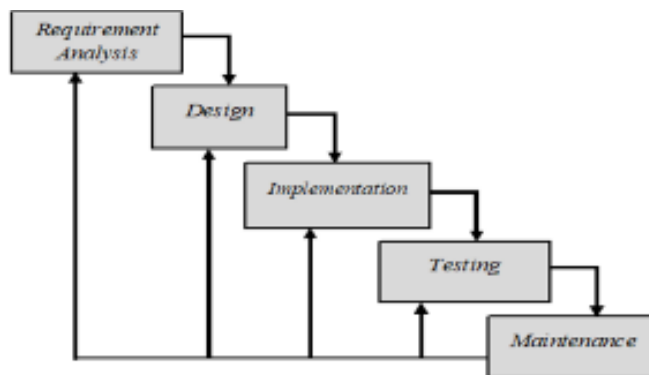 Requirement
Analysis
Design
Implementation
Testing
Maintenance